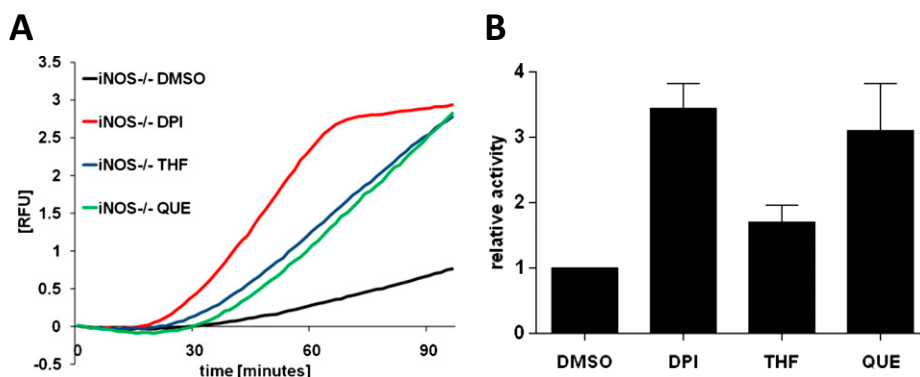 A
3.5
3
2.5
2
1.5
1
0.5
0
-0.5
[RFU]
iNOS-/- DMSO
iNOS-/- DPI
iNOS-/- THF
iNOS-/- QUE
0 30 60 90
time [minutes]
B
4
3
2
1
0
relative activity
DMSO DPI THF QUE